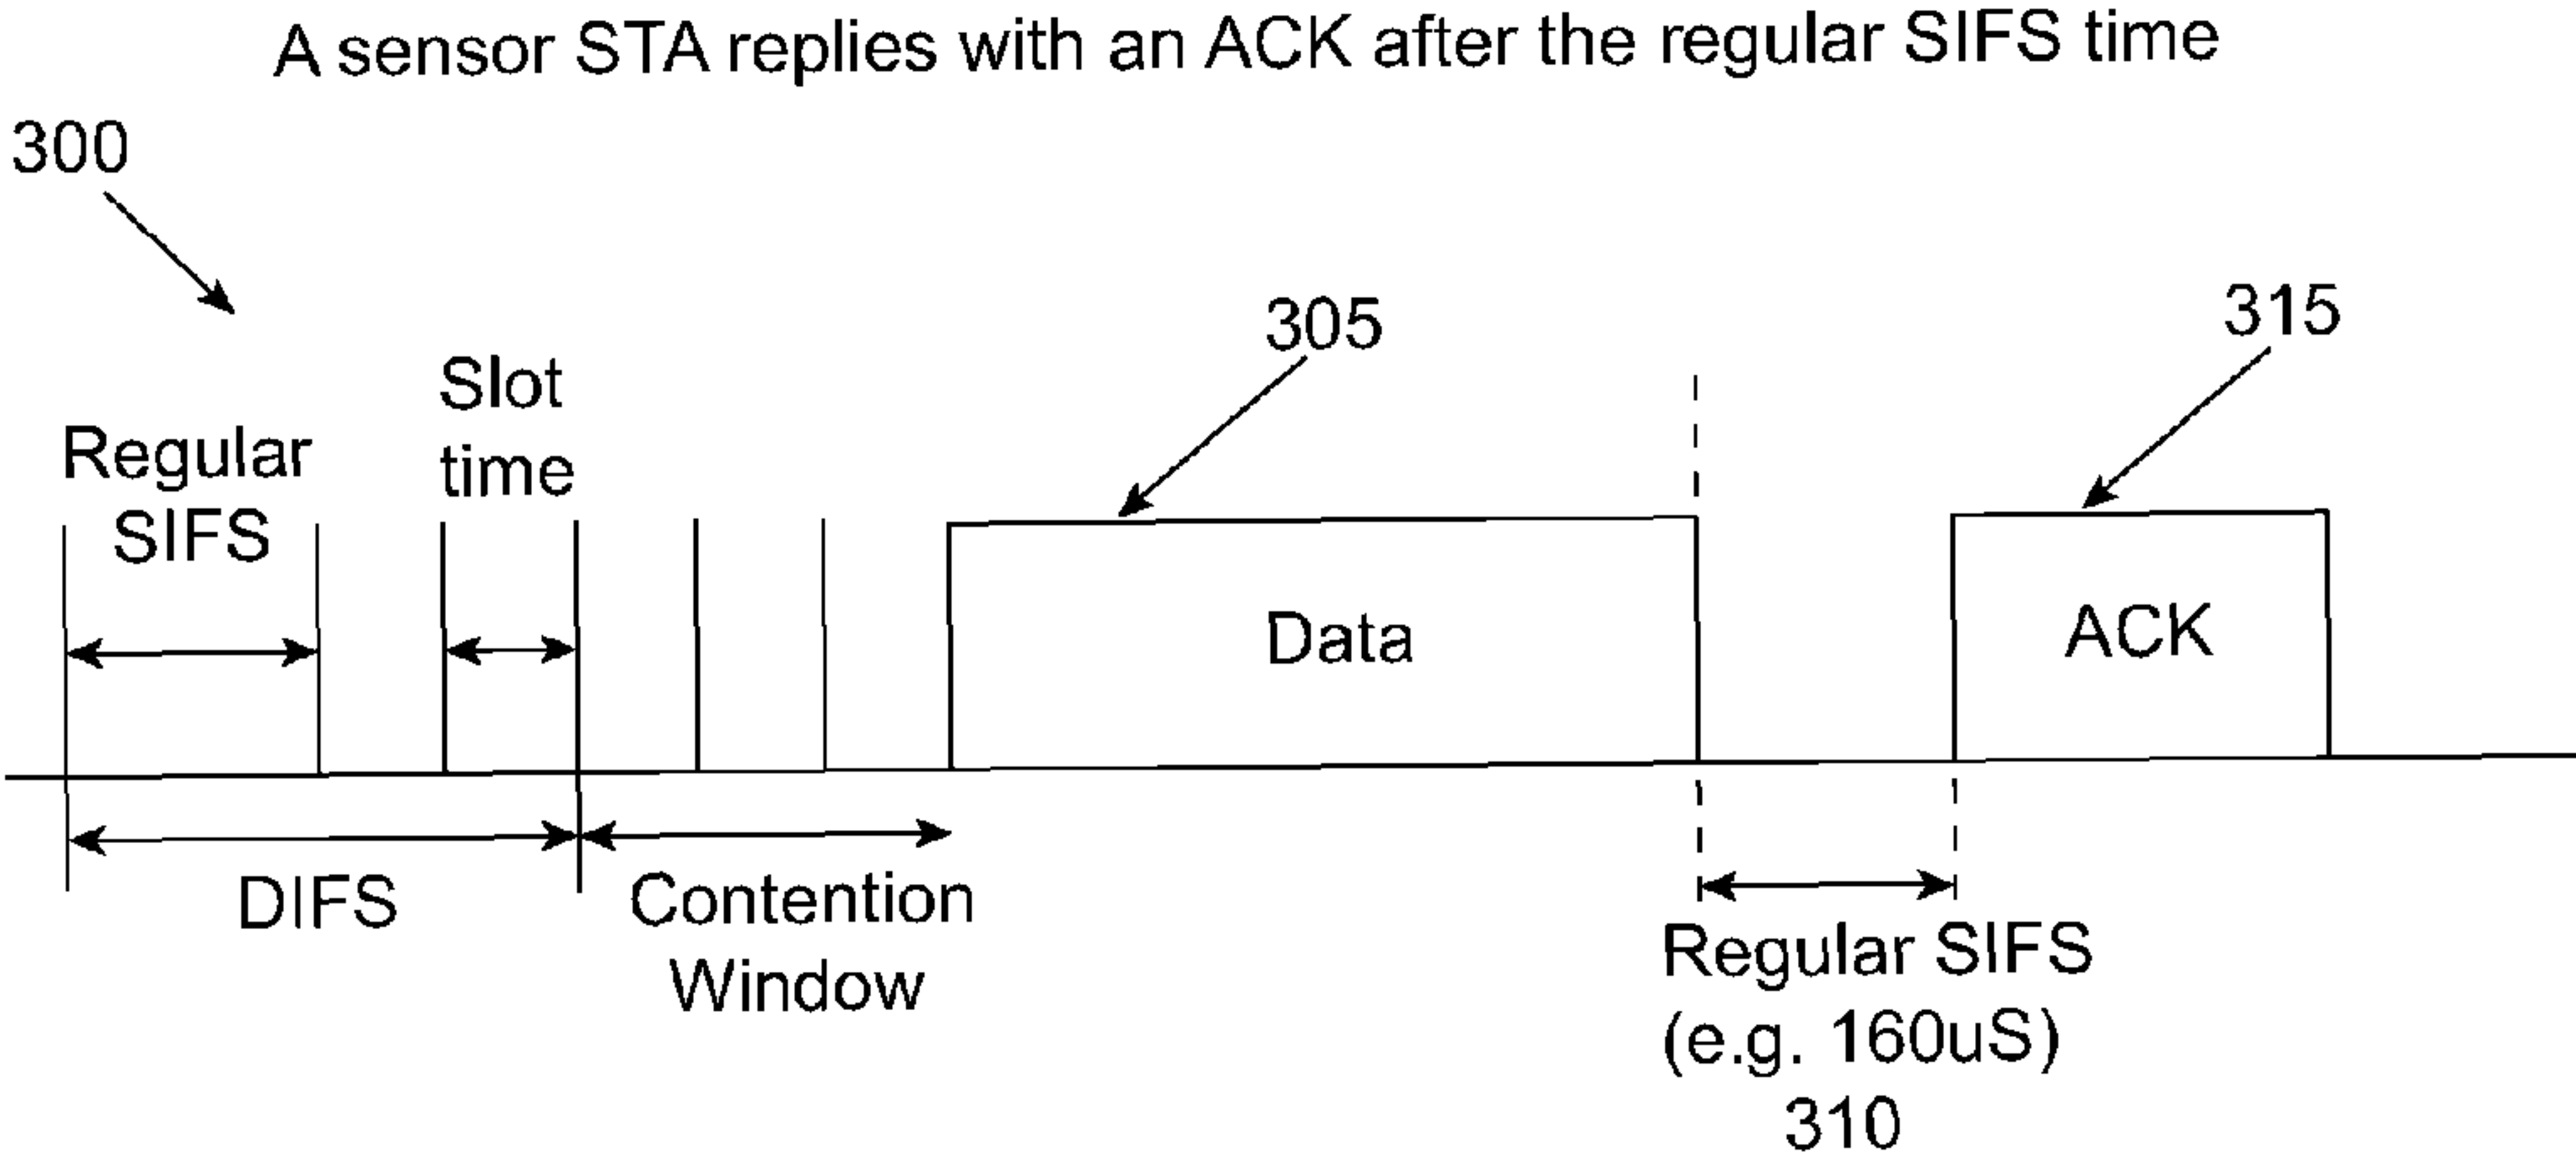 A sensor STA replies with an ACK after the regular SIFS time
300
305
315
Slot
time
Regular
SIFS
Data
ACK
DIFS
Contention
Window
Regular SIFS
(e.g. 160uS)
310